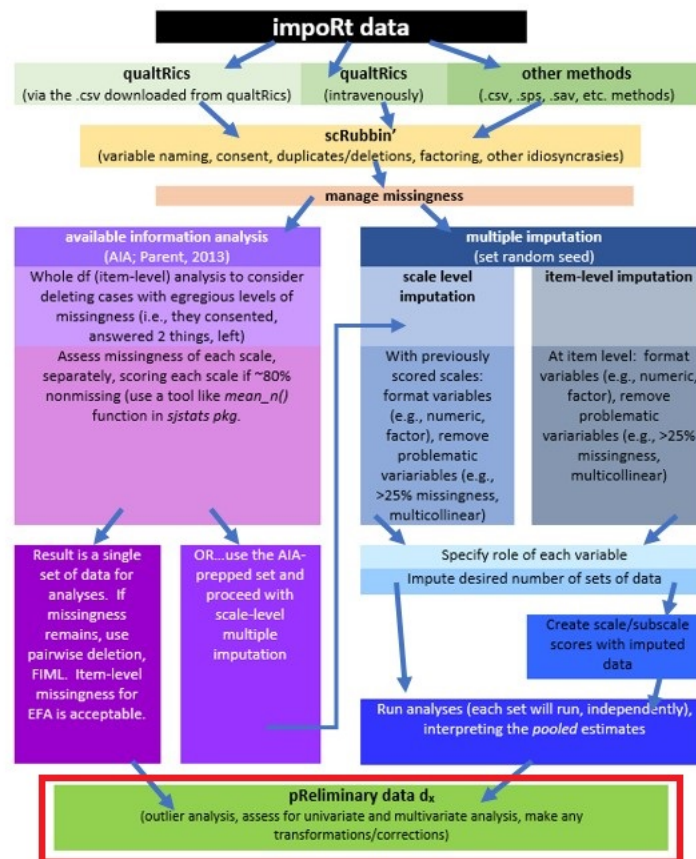 impoRt data
qualtRics
(via the .csv downloaded from qualtRics)
qualtRics
(intravenously)
other methods
(.csv, .sps, .sav, etc. methods)
scRubbin’
(variable naming, consent, duplicates/deletions, factoring, other idiosyncrasies)
manage missingness
available information analysis
(AIA; Parent, 2013)
Whole df (item-level) analysis to consider
deleting cases with egregious levels of
missingness (i.e., they consented,
answered 2 things, left)
Assess missingness of each scale,
separately, scoring each scale if ~80%
nonmissing (use a tool like mean_n()
function in sjstats pkg.
Result is a single
set of data for
analyses. If
missingness
remains, use
pairwise deletion,
FIML. Item-level
missingness for
EFA is acceptable.
OR...use the AIA-
prepped set and
proceed with
scale-level
multiple
imputation
multiple imputation
(set random seed)
scale level
imputation
With previously
scored scales:
format variables
(e.g., numeric,
factor), remove
problematic
varariables (e.g.,
>25% missingness,
multicollinear)
item-level imputation
At item level: format
variables (e.g., numeric,
factor), remove
problematic
variariables (e.g., >25%
missingness,
multicollinear)
Specify role of each variable
Impute desired number of sets of data
Create scale/subscale
scores with imputed
data
Run analyses (each set will run, independently),
interpreting the pooled estimates
pReliminary data dx
(outlier analysis, assess for univariate and multivariate analysis, make any
transformations/corrections)